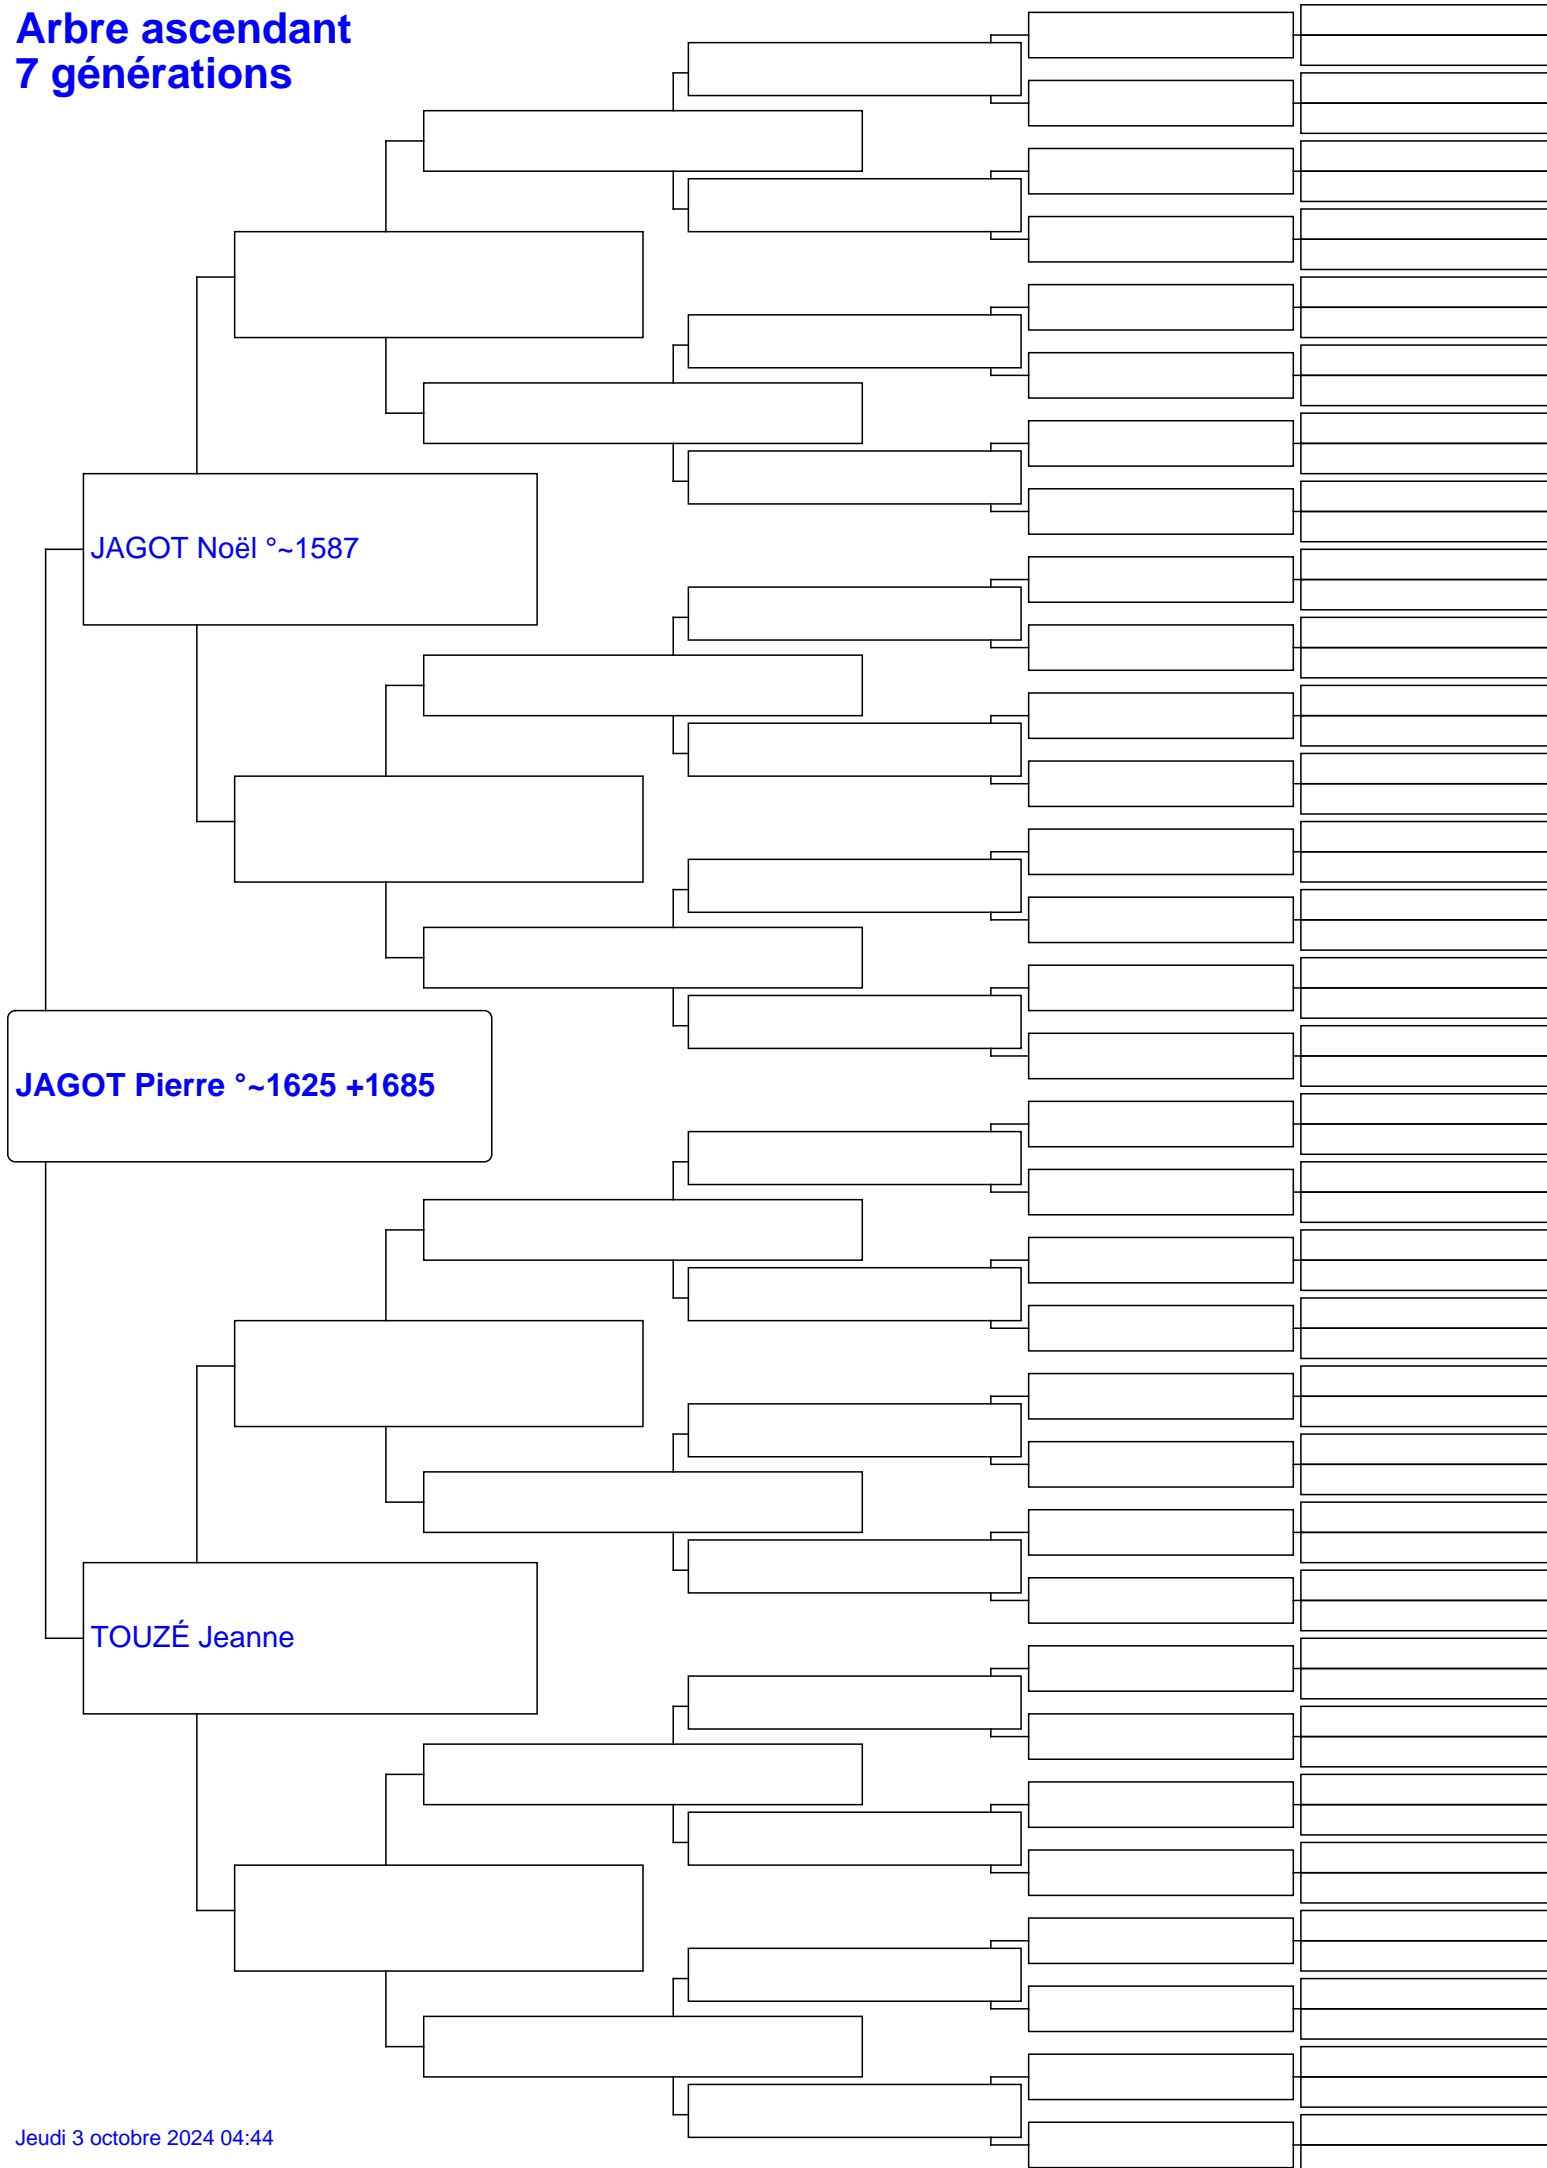 Arbre ascendant
7 générations
JAGOT Noël °~1587
JAGOT Pierre °~1625 +1685
TOUZÉ Jeanne
Jeudi 3 octobre 2024 04:44